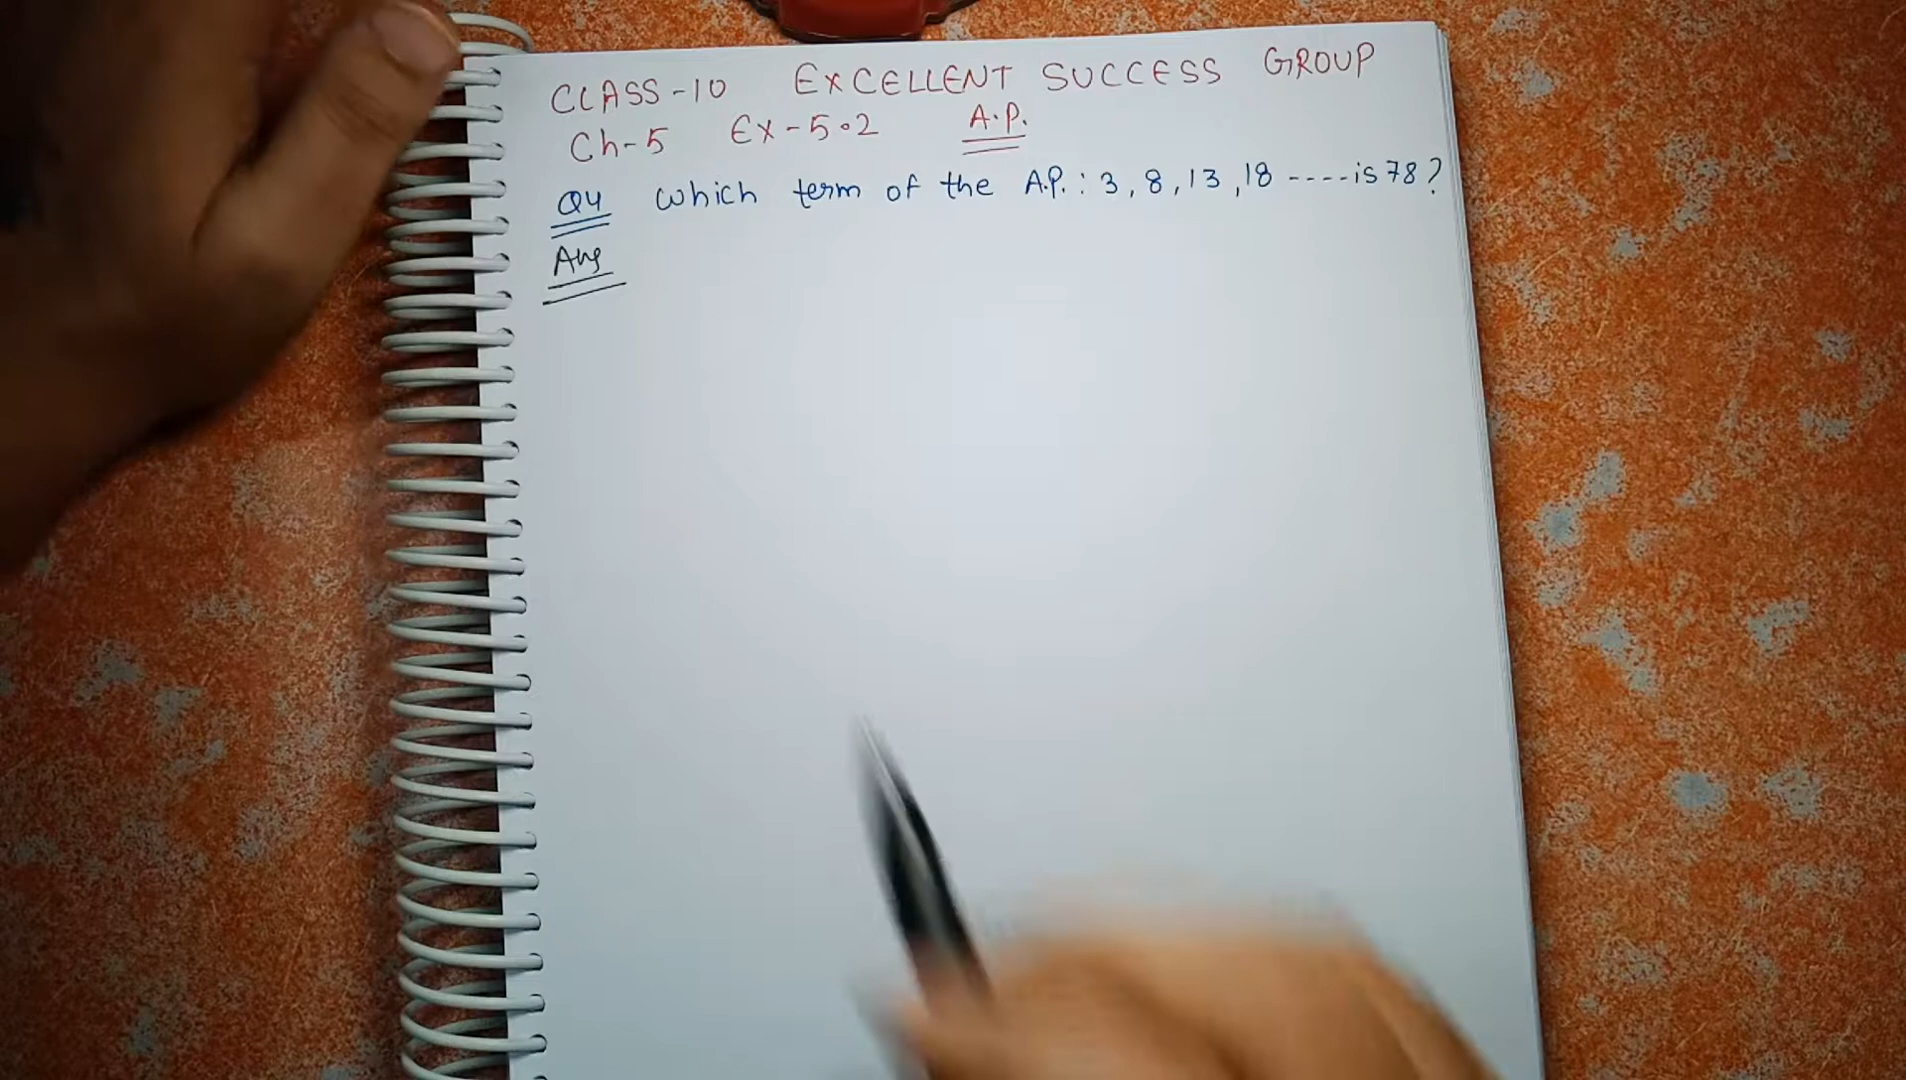 CLASS-10 EXCELLENT SUCCESS GROUP
Ch-5 Ex-5.2 A.P.
Q4 Which term of the A.P.: 3, 8, 13, 18 ---- is 78?
Ans